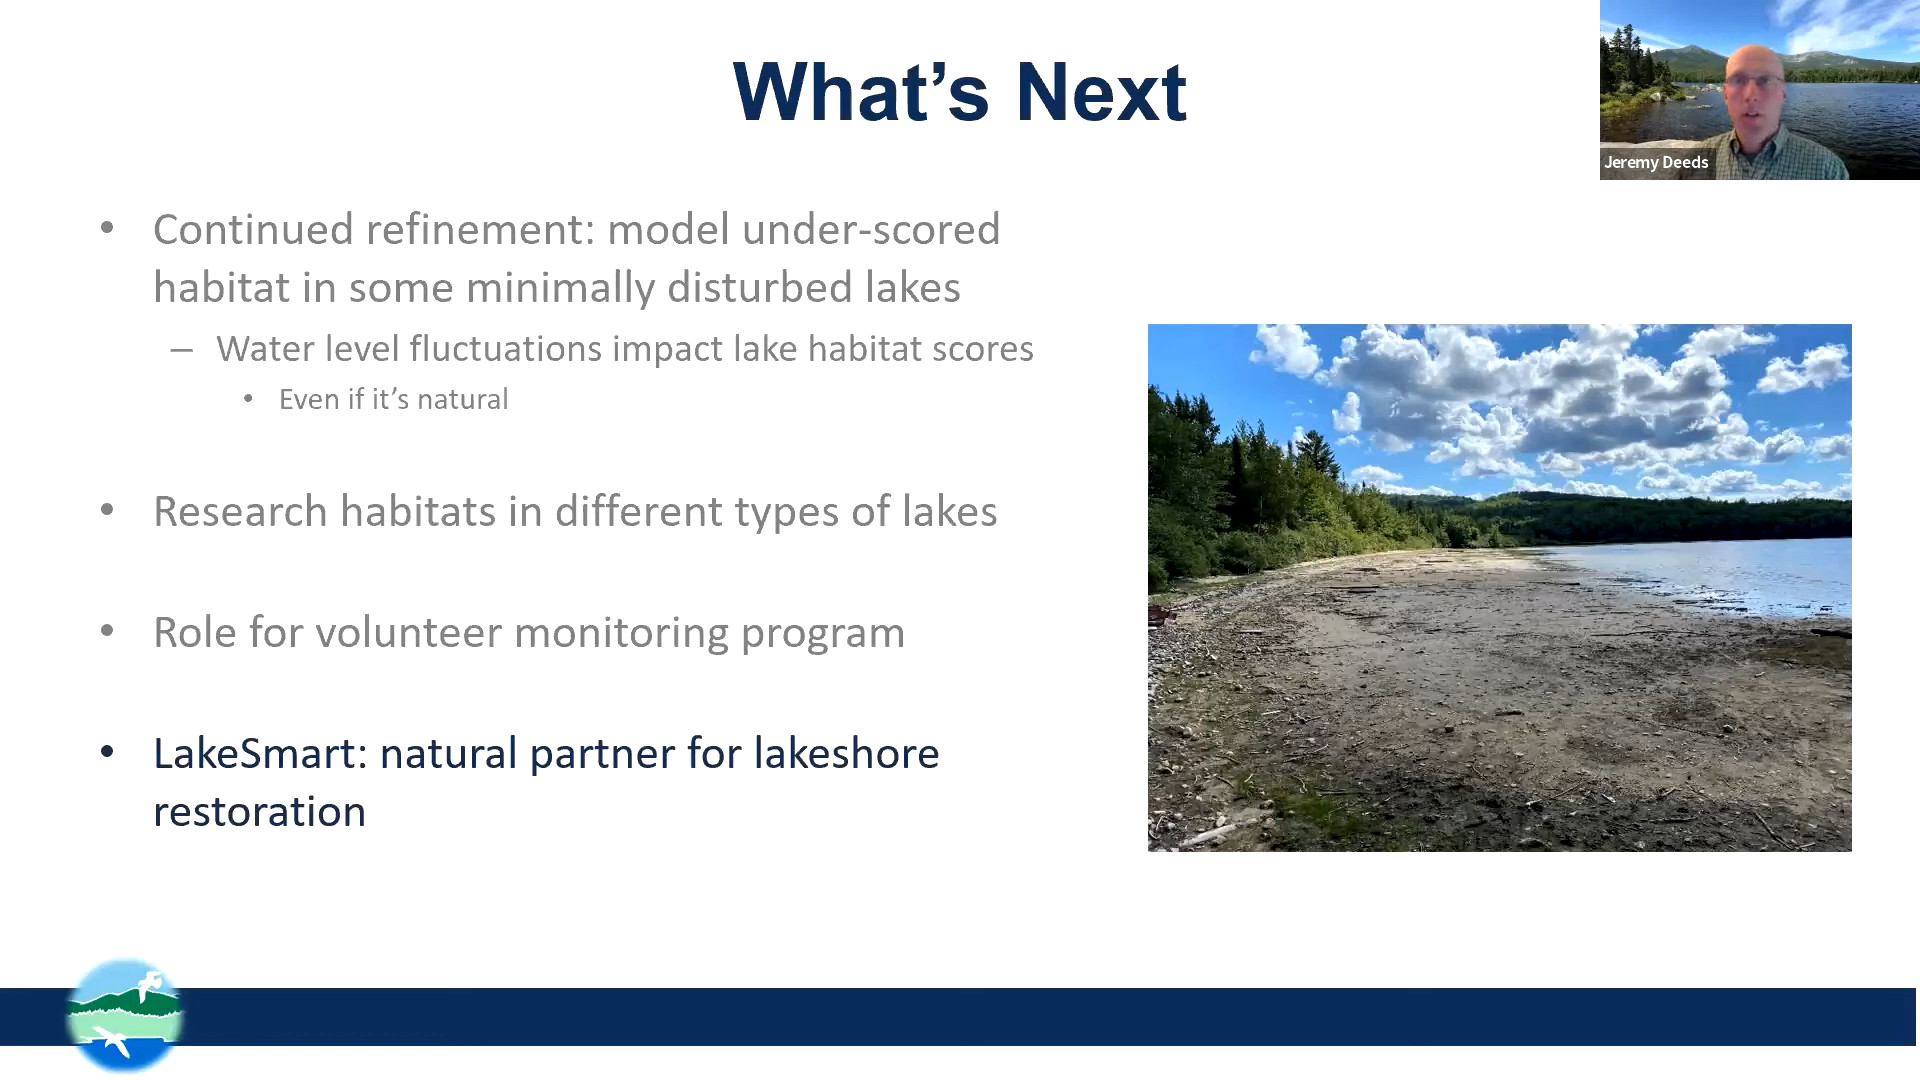 What’s Next
Jeremy Deeds
• Continued refinement: model under-scored
habitat in some minimally disturbed lakes
– Water level fluctuations impact lake habitat scores
• Even if it’s natural
• Research habitats in different types of lakes
• Role for volunteer monitoring program
• LakeSmart: natural partner for lakeshore
restoration